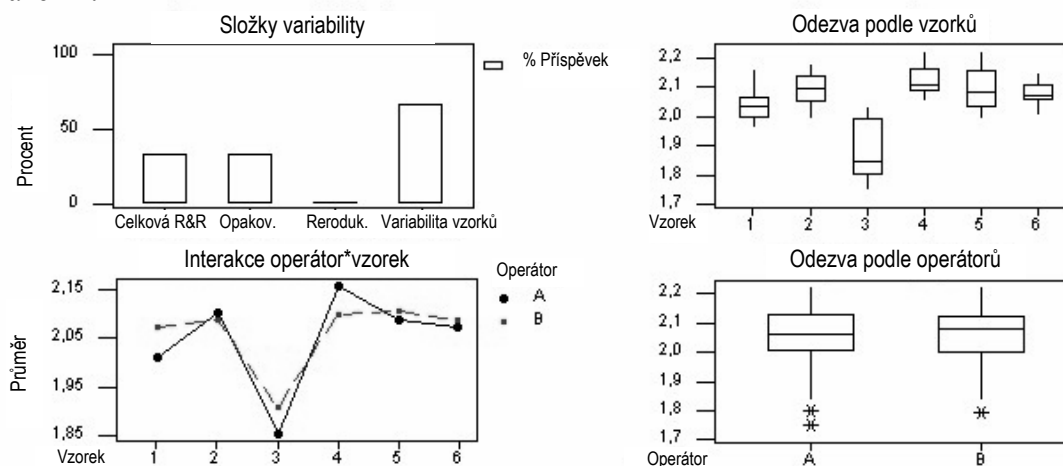 Složky variability
100
50
0
Procent
% Příspěvek
Celková R&R Opakov. Reroduk. Variabilita vzorků
Odezva podle vzorků
2,2
2,1
2,0
1,9
1,8
1,7
Vzorek 1 2 3 4 5 6
Interakce operátor*vzorek
2,15
2,05
1,95
1,85
Průměr
Operátor
A
B
Vzorek 1 2 3 4 5 6
Odezva podle operátorů
2,2
2,1
2,0
1,9
1,8
1,7
Operátor A B